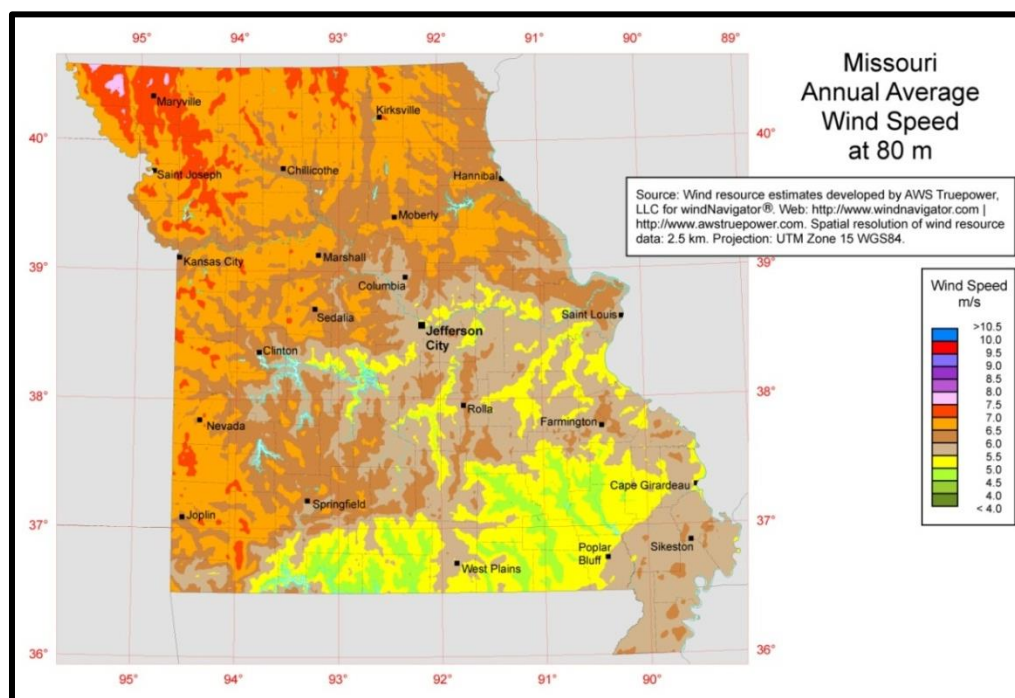 95°
94°
93°
92°
91°
90°
89°
Missouri
Annual Average
Wind Speed
at 80 m
Maryville
Kirksville
40°
40°
Saint Joseph
Chillicothe
Hannibal
Source: Wind resource estimates developed by AWS Truepower,
LLC for windNavigator®. Web: http://www.windnavigator.com |
http://www.awstruepower.com. Spatial resolution of wind resource
data: 2.5 km. Projection: UTM Zone 15 WGS84.
Moberly
39°
Kansas City
Marshall
39°
Columbia
Wind Speed
m/s
>10.5
10.0
9.5
9.0
8.5
8.0
7.5
7.0
6.5
6.0
5.5
5.0
4.5
4.0
< 4.0
Sedalia
Saint Louis
Jefferson
City
Clinton
38°
38°
Rolla
Nevada
Farmington
Cape Girardeau
Springfield
37°
Joplin
37°
Sikeston
Poplar
Bluff
West Plains
36°
36°
95°
94°
93°
92°
91°
90°